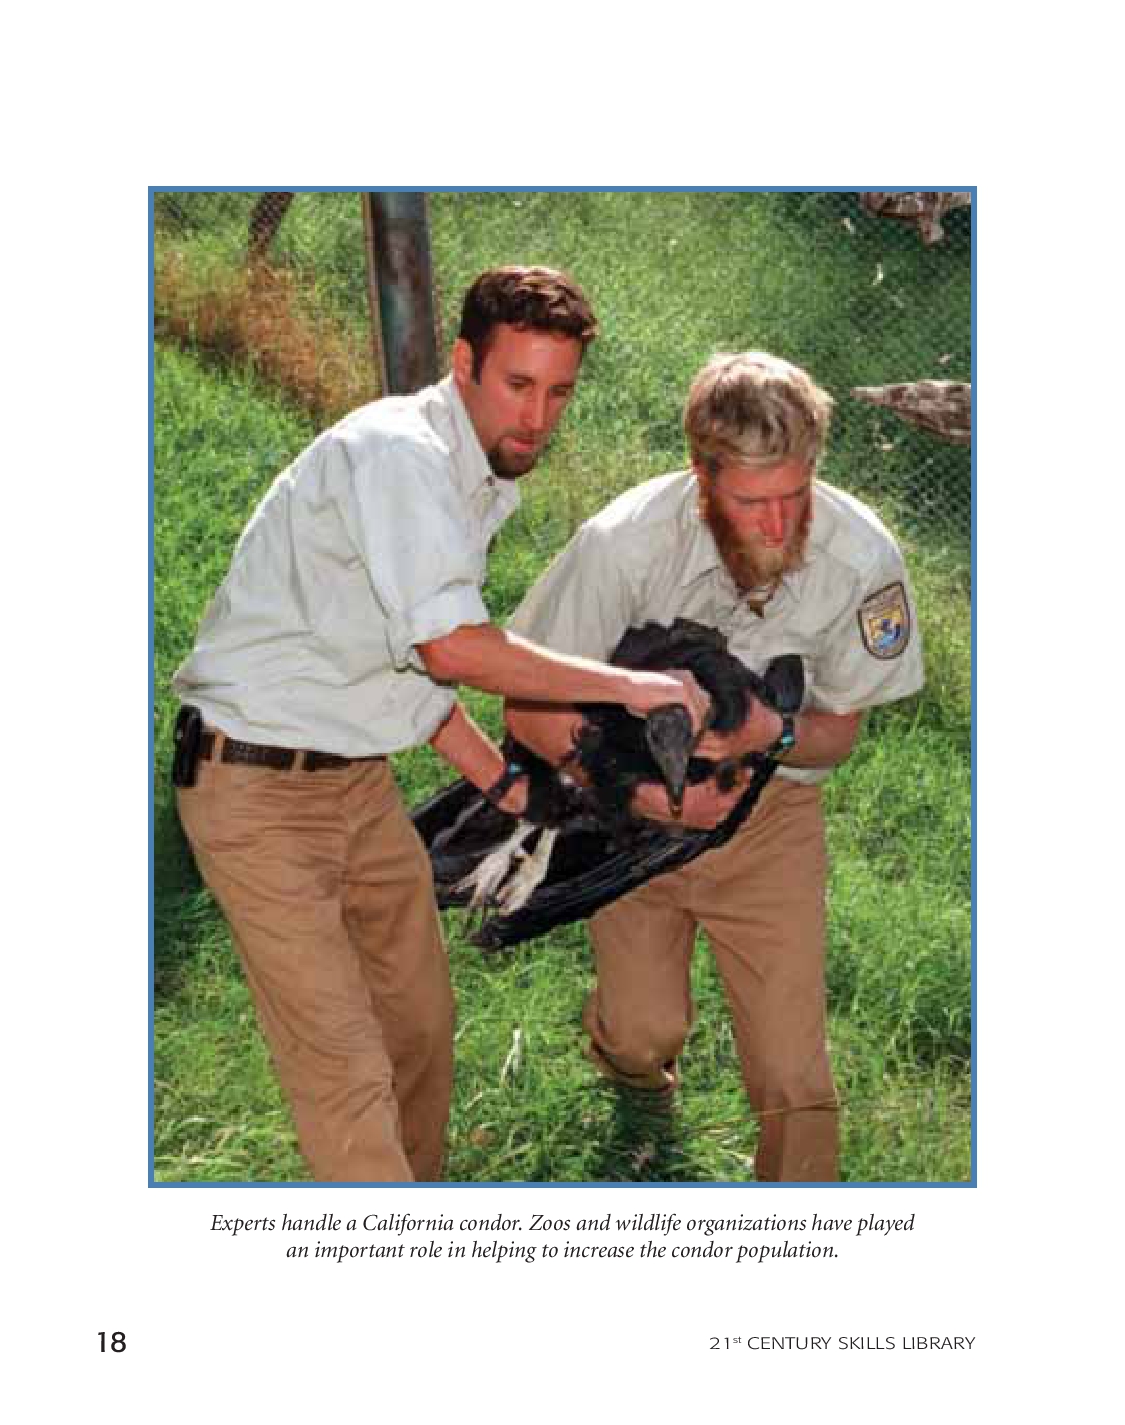 Experts handle a California condor. Zoos and wildlife organizations have played
an important role in helping to increase the condor population.
18
21st CENTURY SKILLS LIBRARY